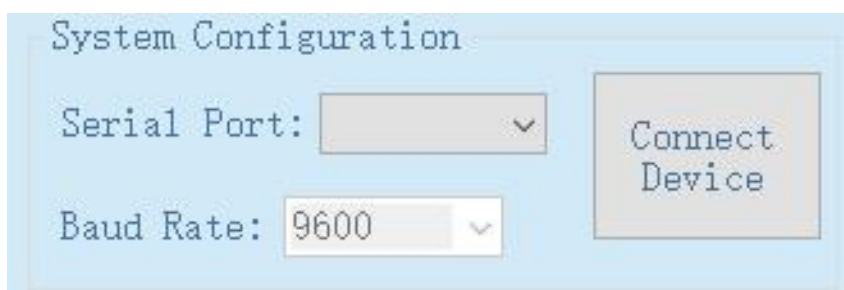 System Configuration
Serial Port:
Connect
Device
Baud Rate: 9600